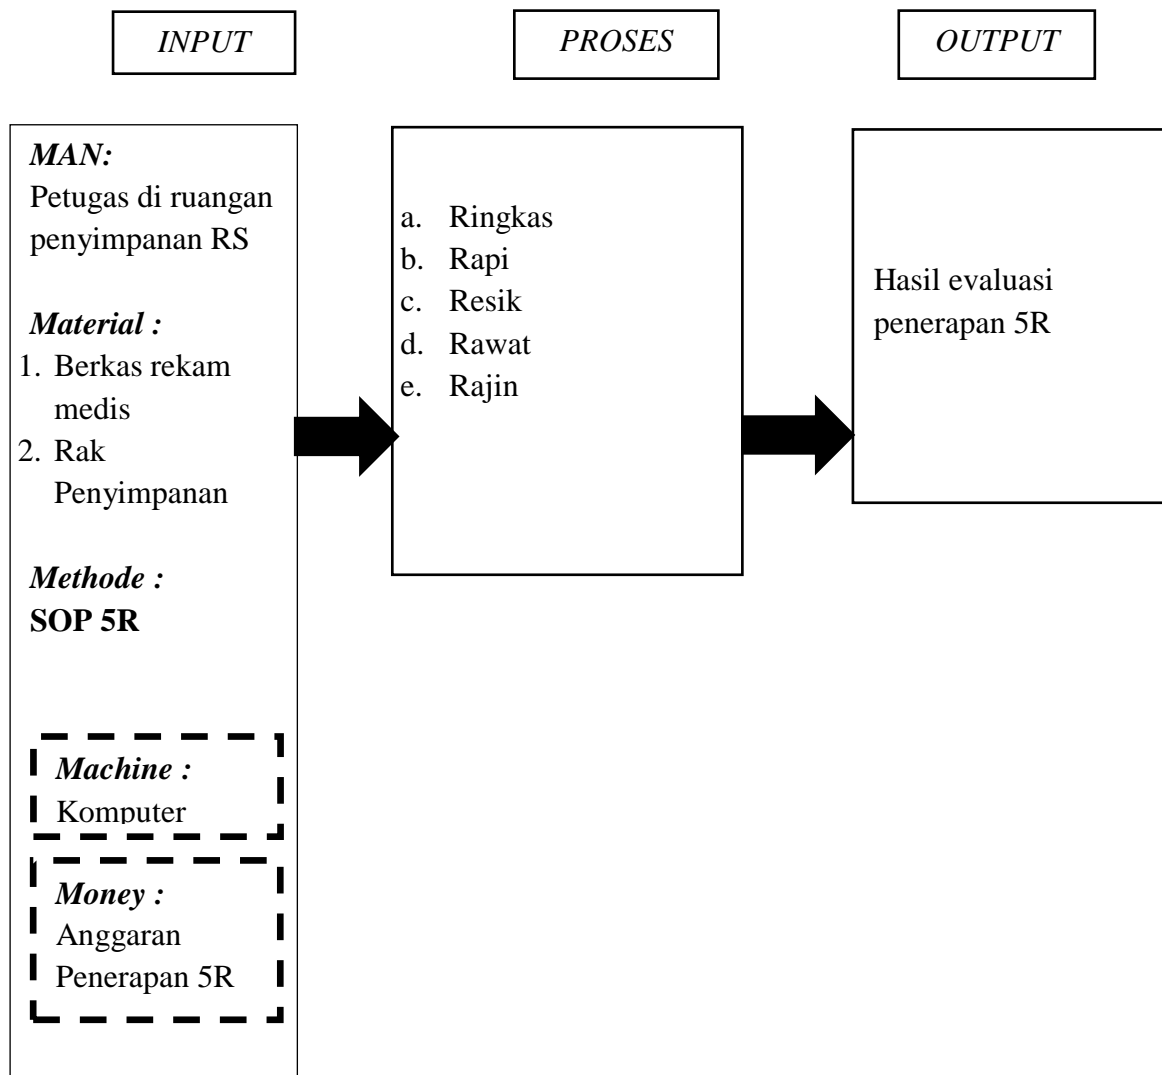 INPUT
PROSES
OUTPUT
MAN:
Petugas di ruangan
penyimpanan RS
Material :
1. Berkas rekam
medis
2. Rak
Penyimpanan
Methode :
SOP 5R
Machine :
Komputer
Money :
Anggaran
Penerapan 5R
a. Ringkas
b. Rapi
c. Resik
d. Rawat
e. Rajin
Hasil evaluasi
penerapan 5R